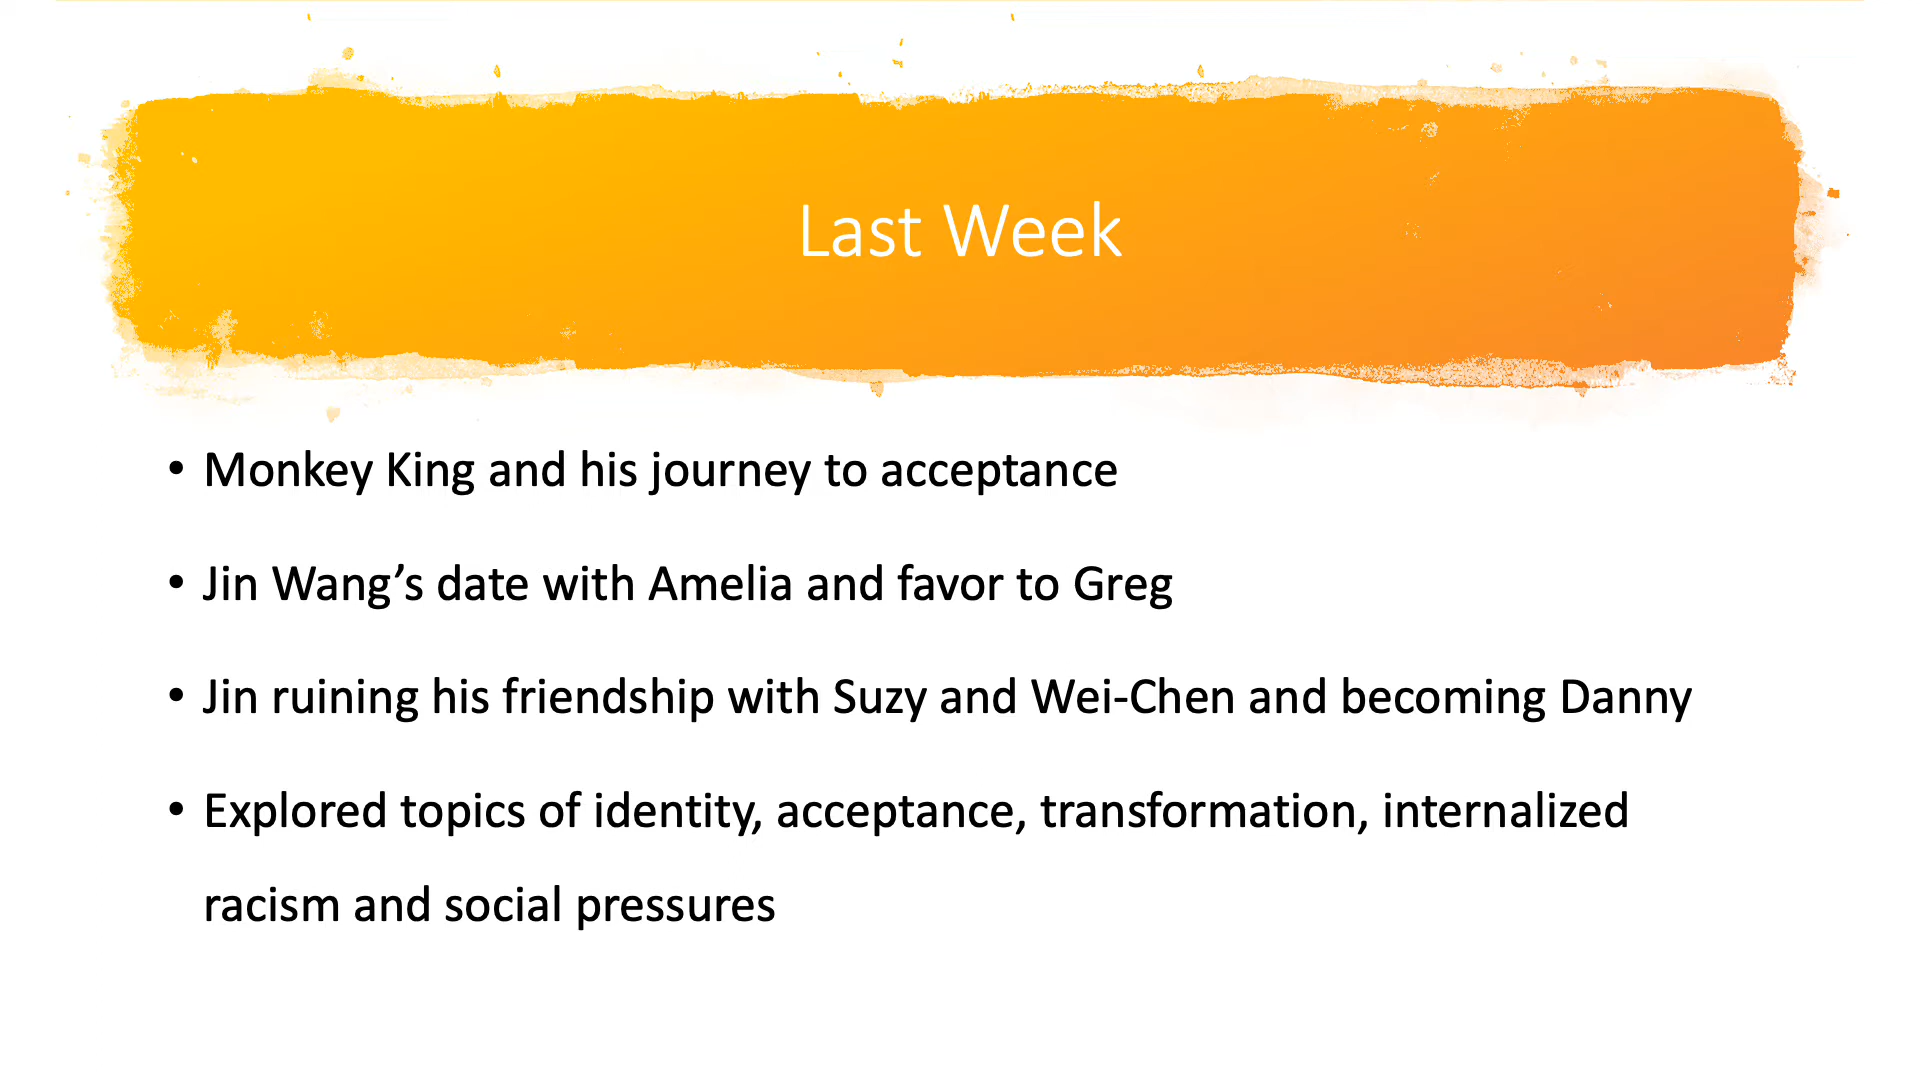 Last Week
• Monkey King and his journey to acceptance
• Jin Wang’s date with Amelia and favor to Greg
• Jin ruining his friendship with Suzy and Wei-Chen and becoming Danny
• Explored topics of identity, acceptance, transformation, internalized
racism and social pressures